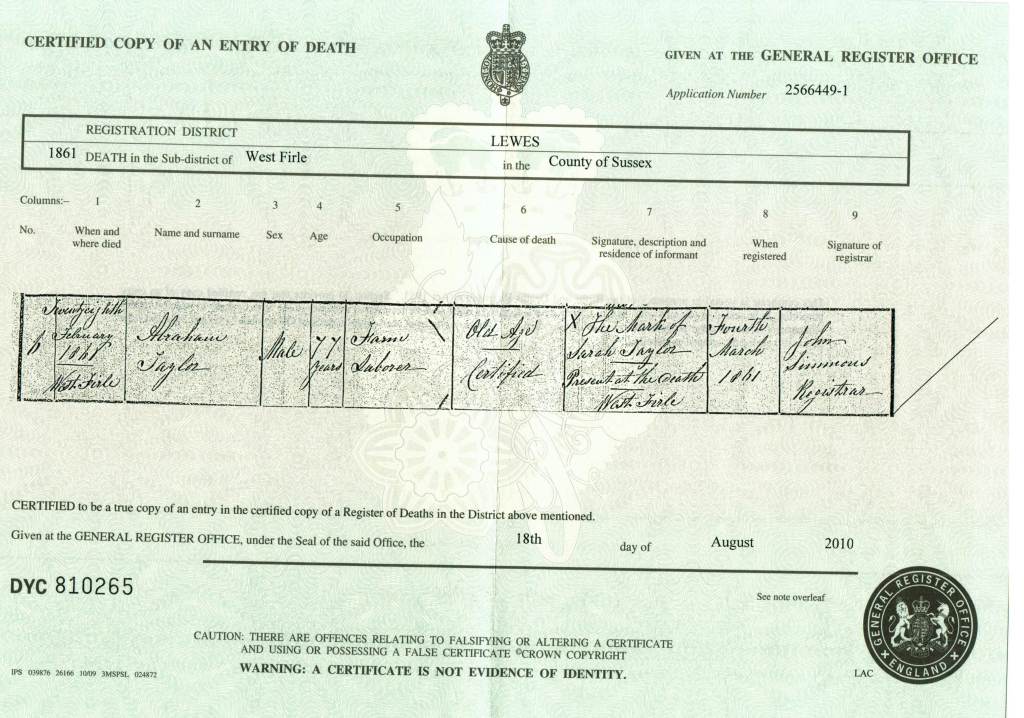 CERTIFIED COPY OF AN ENTRY OF DEATH
GIVEN AT THE GENERAL REGISTER OFFICE
Application Number 2566449-1
REGISTRATION DISTRICT LEWES
1861 DEATH in the Sub-district of West Firle in the County of Sussex
Columns:– 1 2 3 4 5 6 7 8 9
No. When and where died Name and surname Sex Age Occupation Cause of death Signature, description and residence of informant When registered Signature of registrar
Twentyeighth
February
1861
West Firle
Abraham
Taylor
Male
77
years
Farm
Laborer
Old Age
Certified
X The Mark of
Sarah Taylor
Present at the Death
West Firle
Fourth
March
1861
John
Simmons
Registrar
CERTIFIED to be a true copy of an entry in the certified copy of a Register of Deaths in the District above mentioned.
Given at the GENERAL REGISTER OFFICE, under the Seal of the said Office, the 18th day of August 2010
DYC 810265
See note overleaf
CAUTION: THERE ARE OFFENCES RELATING TO FALSIFYING OR ALTERING A CERTIFICATE
AND USING OR POSSESSING A FALSE CERTIFICATE ©CROWN COPYRIGHT
WARNING: A CERTIFICATE IS NOT EVIDENCE OF IDENTITY.
IPS 039876 26166 10/09 3MSPSL 024872
LAC
GENERAL REGISTER OFFICE
ENGLAND